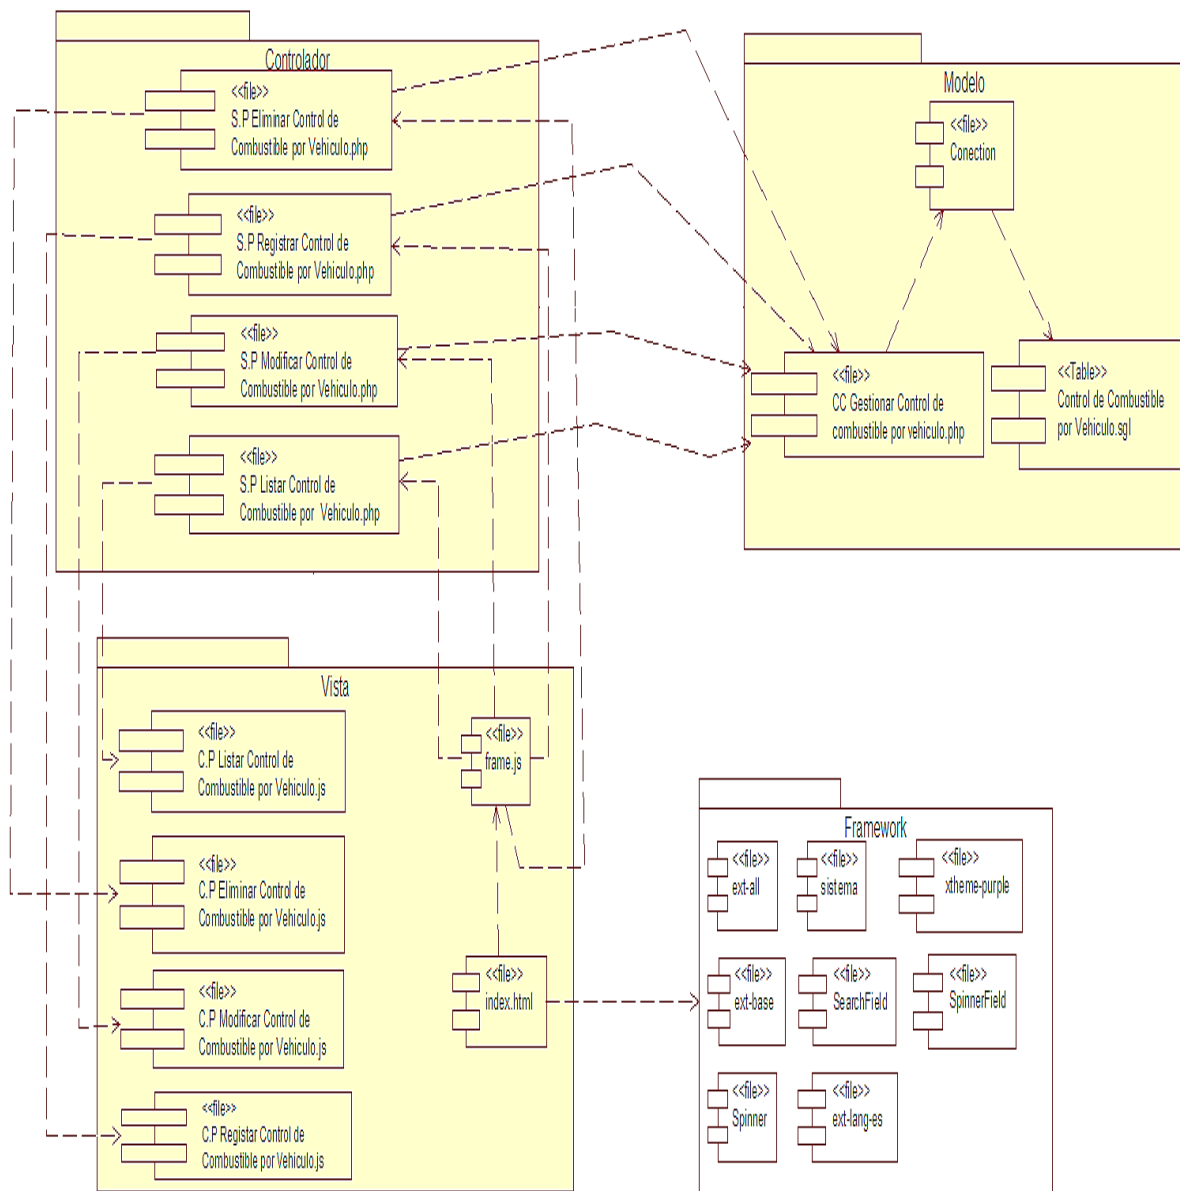 Controlador
<<file>>
S.P Eliminar Control de
Combustible por Vehiculo.php
<<file>>
S.P Registrar Control de
Combustible por Vehiculo.php
<<file>>
S.P Modificar Control de
Combustible por Vehiculo.php
<<file>>
S.P Listar Control de
Combustible por Vehiculo.php
Modelo
<<file>>
Conection
<<file>>
CC Gestionar Control de
combustible por vehiculo.php
<<Table>>
Control de Combustible
por Vehiculo.sgl
Vista
<<file>>
C.P Listar Control de
Combustible por Vehiculo.js
<<file>>
C.P Eliminar Control de
Combustible por Vehiculo.js
<<file>>
C.P Modificar Control de
Combustible por Vehiculo.js
<<file>>
C.P Registar Control de
Combustible por Vehiculo.js
<<file>>
frame.js
<<file>>
index.html
Framework
<<file>>
ext-all
<<file>>
sistema
<<file>>
xtheme-purple
<<file>>
ext-base
<<file>>
SearchField
<<file>>
SpinnerField
<<file>>
Spinner
<<file>>
ext-lang-es